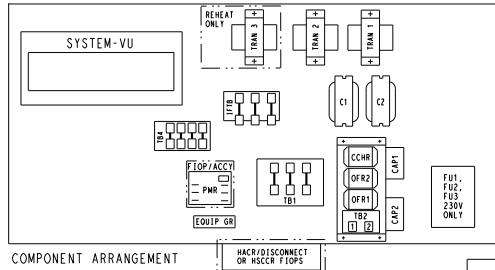 REHEAT
ONLY
TRAN 3
TRAN 2
TRAN 1
SYSTEM-VU
C1
C2
IFTB
TB4
CCHR
CAP1
FIOP/ACCY
PMR
OFR2
TB1
OFR1
CAP2
TB2
1 2
FU1,
FU2,
FU3
230V
ONLY
EQUIP GR
HACR/DISCONNECT
OR HSCCR FIOPS
COMPONENT ARRANGEMENT